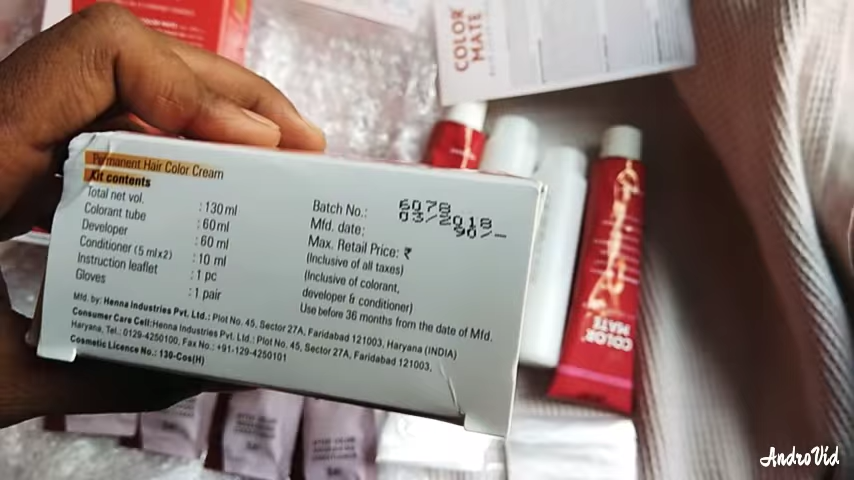 COLOR
MATE
Permanent Hair Color Cream
Kit contents
Total net vol. : 130 ml
Colorant tube : 60 ml
Developer : 60 ml
Conditioner (5 mlx2) : 10 ml
Instruction leaflet : 1 pc
Gloves : 1 pair
Batch No.: 6078
Mfd. date: 03/2018
Max. Retail Price: ₹ 90/-
(Inclusive of all taxes)
(Inclusive of colorant,
developer & conditioner)
Use before 36 months from the date of Mfd.
Mfd. by: Henna Industries Pvt. Ltd.: Plot No. 45, Sector 27A, Faridabad 121003, Haryana (INDIA)
Consumer Care Cell:Henna Industries Pvt. Ltd.: Plot No. 45, Sector 27A, Faridabad 121003,
Haryana, Tel.: 0129-4250100, Fax No.: +91-129-4250101
Cosmetic Licence No.: 130-Cos(H)
COLOR
MATE
AndroVid